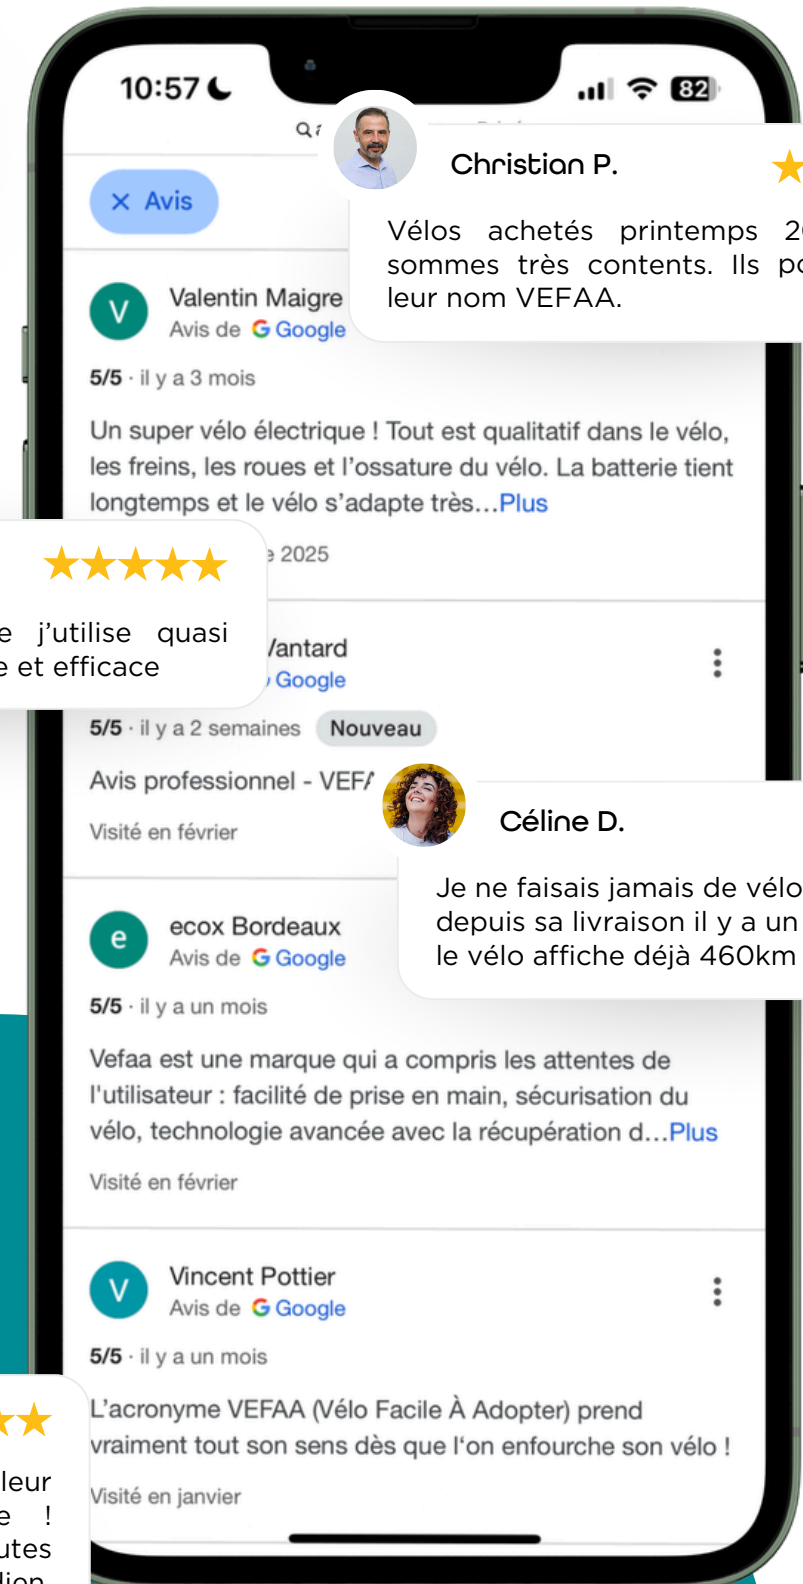 10:57
82
Avis
Christian P.
Vélos achetés printemps
sommes très contents. Ils
leur nom VEFAA.
Valentin Maigre
Avis de Google
5/5 · il y a 3 mois
Un super vélo électrique ! Tout est qualitatif dans le vélo,
les freins, les roues et l’ossature du vélo. La batterie tient
longtemps et le vélo s’adapte très…Plus
2025
j’utilise quasi
et efficace
Vantard
Google
5/5 · il y a 2 semaines Nouveau
Avis professionnel -
Visité en février
Céline D.
Je ne faisais jamais de vélo
depuis sa livraison il y a un
le vélo affiche déjà 460km
ecox Bordeaux
Avis de Google
5/5 · il y a un mois
Vefaa est une marque qui a compris les attentes de
l'utilisateur : facilité de prise en main, sécurisation du
vélo, technologie avancée avec la récupération d…Plus
Visité en février
Vincent Pottier
Avis de Google
5/5 · il y a un mois
L’acronyme VEFAA (Vélo Facile À Adopter) prend
vraiment tout son sens dès que l‘on enfourche son vélo !
Visité en janvier
leur
!